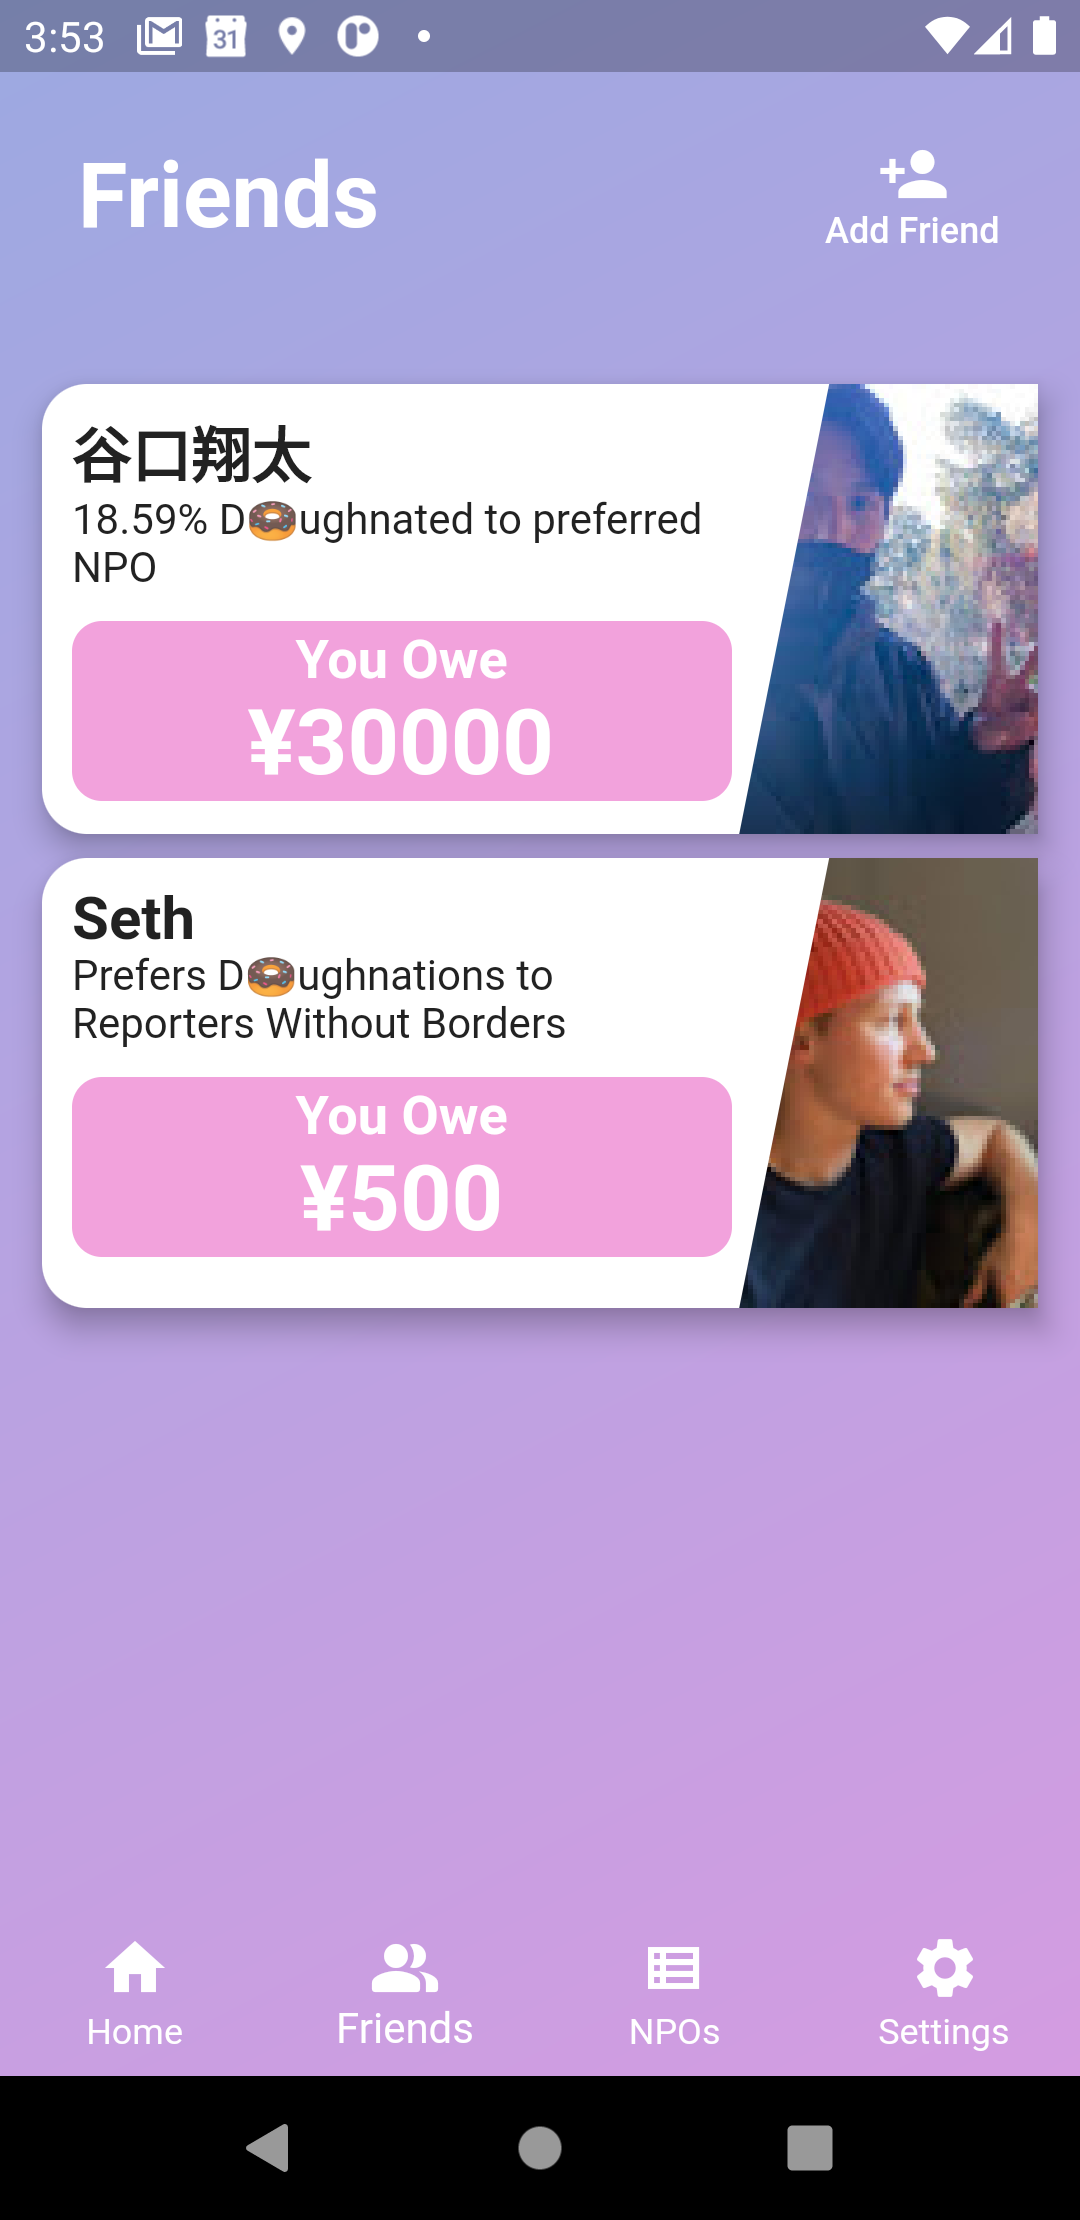 3:53
31
Friends
Add Friend
谷口翔太
18.59% D🍩ughnated to preferred
NPO
You Owe
¥30000
Seth
Prefers D🍩ughnations to
Reporters Without Borders
You Owe
¥500
Home
Friends
NPOs
Settings